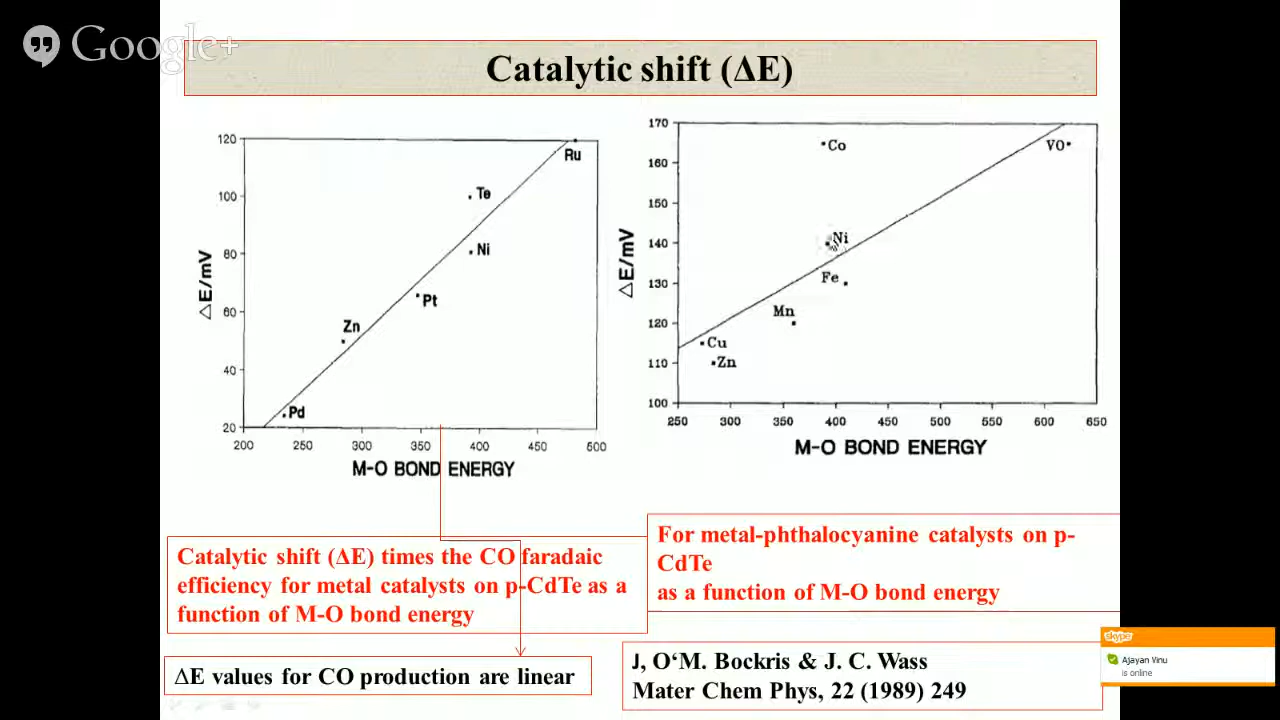 Google+
Catalytic shift (ΔE)
120
100
80
60
40
20
△E/mV
Ru
Te
Ni
Pt
Zn
Pd
200 250 300 350 400 450 500
M-O BOND ENERGY
170
160
150
140
130
120
110
100
△E/mV
Co
VO
Ni
Fe
Mn
Cu
Zn
250 300 350 400 450 500 550 600 650
M-O BOND ENERGY
Catalytic shift (ΔE) times the CO faradaic
efficiency for metal catalysts on p-CdTe as a
function of M-O bond energy
For metal-phthalocyanine catalysts on p-
CdTe
as a function of M-O bond energy
ΔE values for CO production are linear
J, O‘M. Bockris & J. C. Wass
Mater Chem Phys, 22 (1989) 249
skype
Ajayan Vinu
is online